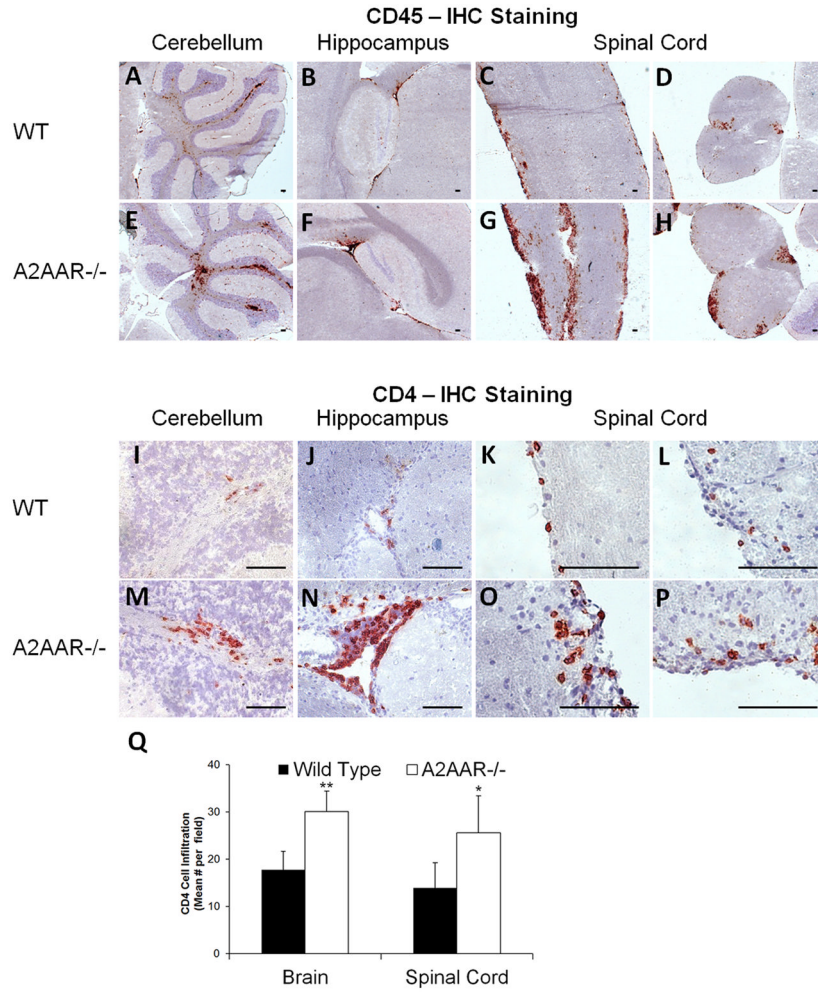 CD45 – IHC Staining
Cerebellum Hippocampus Spinal Cord
WT
A B C D
A2AAR-/-
E F G H
CD4 – IHC Staining
Cerebellum Hippocampus Spinal Cord
WT
I J K L
A2AAR-/-
M N O P
Q
Wild Type A2AAR-/-
CD4 Cell Infiltration
(Mean # per field)
40
30
20
10
0
** *
Brain Spinal Cord